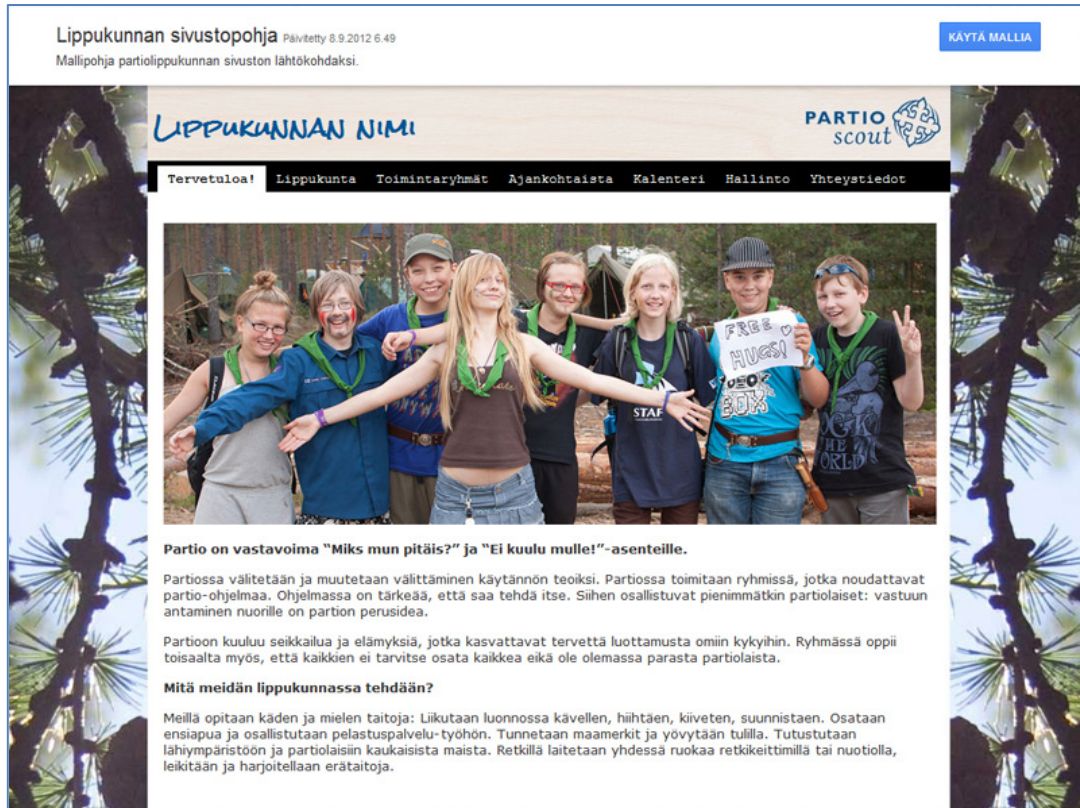 Lippukunnan sivustopohja Päivitetty 8.9.2012 6.49
KÄYTÄ MALLIA
Mallipohja partiolippukunnan sivuston lähtökohdaksi.
LIPPUKUNNAN NIMI
PARTIO
scout
Tervetuloa! Lippukunta Toimintaryhmät Ajankohtaista Kalenteri Hallinto Yhteystiedot
FREE
HUGS!
STAF
BOX
ROCK
THE
WORLD
Partio on vastavoima “Miks mun pitäis?” ja “Ei kuulu mulle!”-asenteille.
Partiossa välitetään ja muutetaan välittäminen käytännön teoiksi. Partiossa toimitaan ryhmissä, jotka noudattavat
partio-ohjelmaa. Ohjelmassa on tärkeää, että saa tehdä itse. Siihen osallistuvat pienimmätkin partiolaiset: vastuun
antaminen nuorille on partion perusidea.
Partioon kuuluu seikkailua ja elämyksiä, jotka kasvattavat tervettä luottamusta omiin kykyihin. Ryhmässä oppii
toisaalta myös, että kaikkien ei tarvitse osata kaikkea eikä ole olemassa parasta partiolaista.
Mitä meidän lippukunnassa tehdään?
Meillä opitaan käden ja mielen taitoja: Liikutaan luonnossa kävellen, hiihtäen, kiiveten, suunnistaen. Osataan
ensiapua ja osallistutaan pelastuspalvelu-työhön. Tunnetaan maamerkit ja yövytään tulilla. Tutustutaan
lähiympäristöön ja partiolaisiin kaukaisista maista. Retkillä laitetaan yhdessä ruokaa retkikeittimillä tai nuotiolla,
leikitään ja harjoitellaan erätaitoja.